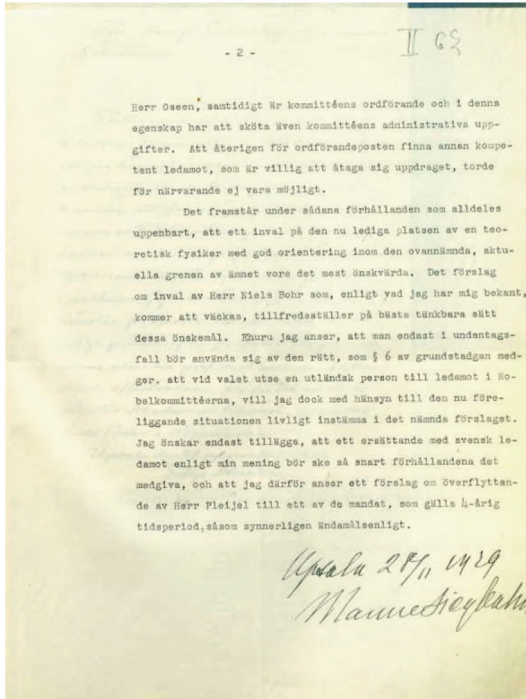 II 63
- 2 -
Herr Oseen, samtidigt är kommittéens ordförande och i denna
egenskap har att sköta även kommittéens administrativa upp-
gifter. Att återigen för ordförandeposten finna annan kompe-
tent ledamot, som är villig att åtaga sig uppdraget, torde
för närvarande ej vara möjligt.
Det framstår under sådana förhållanden som alldeles
uppenbart, att ett inval på den nu lediga platsen av en teo-
retisk fysiker med god orientering inom den ovannämnda, aktu-
ella grenen av ämnet vore det mest önskvärda. Det förslag
om inval av Herr Niels Bohr som, enligt vad jag har mig bekant,
kommer att väckas, tillfredsställer på bästa tänkbara sätt
dessa önskemål. Ehuru jag anser, att man endast i undantags-
fall bör använda sig av den rätt, som § 6 av grundstadgan med-
ger, att vid valet utse en utländsk person till ledamot i No-
belkommittéerna, vill jag dock med hänsyn till den nu före-
liggande situationen livligt instämma i det nämnda förslaget.
Jag önskar endast tillägga, att ett ersättande med svensk le-
damot enligt min mening bör ske så snart förhållandena det
medgiva, och att jag därför anser ett förslag om överflyttan-
de av Herr Pleijel till ett av de mandat, som gälla 4-årig
tidsperiod, såsom synnerligen ändamålsenligt.
Upsala 28/11 1929
Manne Siegbahn